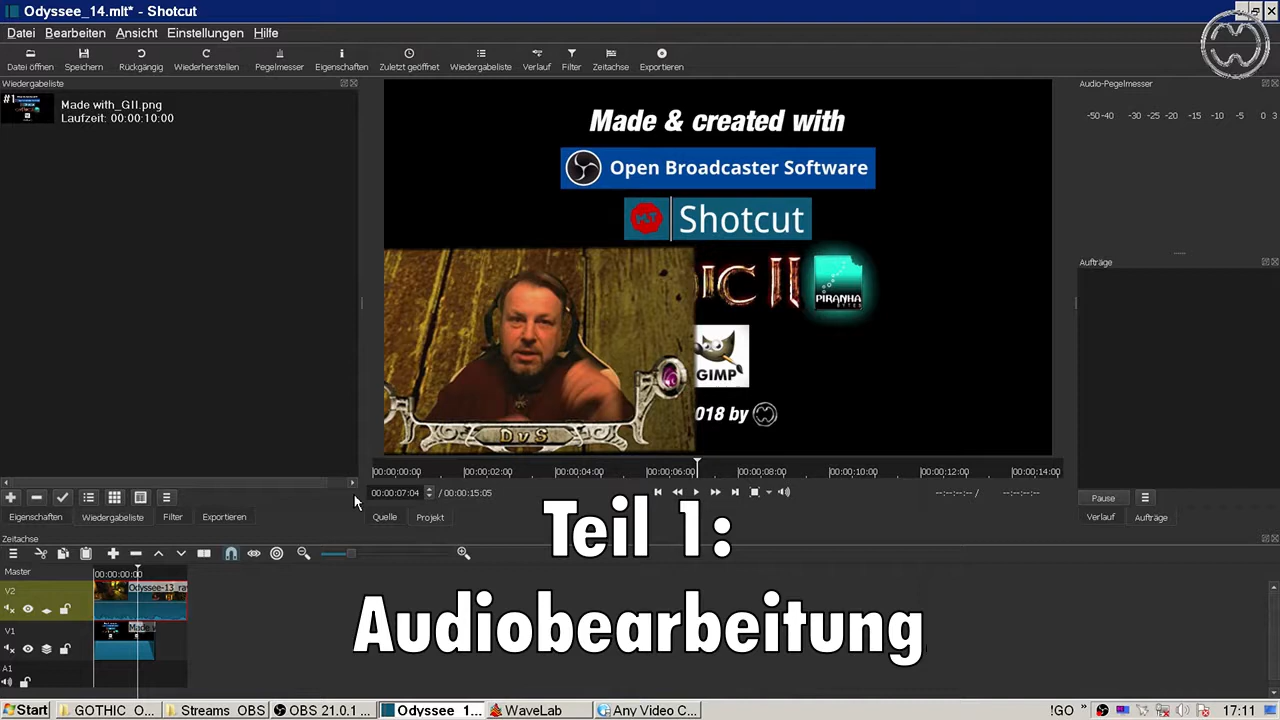 Odyssee_14.mlt* - Shotcut
Datei Bearbeiten Ansicht Einstellungen Hilfe
Datei öffnen Speichern Rückgängig Wiederherstellen Pegelmesser Eigenschaften Zuletzt geöffnet Wiedergabeliste Verlauf Filter Zeitachse Exportieren
Wiedergabeliste
Audio-Pegelmesser
#1
Made with_GII.png
Laufzeit: 00:00:10:00
-50 -40 -30 -25 -20 -15 -10 -5 0 3
Made & created with
Open Broadcaster Software
MLT Shotcut
II
PIRANHA
BYTES
GIMP
018 by
DvS
Aufträge
00:00:00:00 00:00:02:00 00:00:04:00 00:00:06:00 00:00:08:00 00:00:10:00 00:00:12:00 00:00:14:00
00:00:07:04 / 00:00:15:05
--:--:--:-- / --:--:--:--
Pause
Eigenschaften Wiedergabeliste Filter Exportieren
Quelle Projekt
Verlauf Aufträge
Teil 1:
Audiobearbeitung
Zeitachse
Master
00:00:00:00
V2
Odyssee-13_ra
V1
Made
A1
Start GOTHIC O... Streams OBS OBS 21.0.1 ... Odyssee_1... WaveLab Any Video C... !GO » 17:11